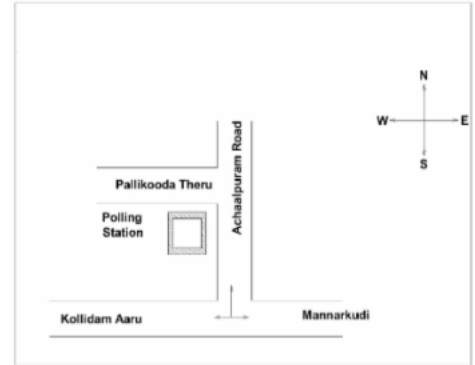 N
W E
S
Achaalpuram Road
Pallikooda Theru
Polling
Station
Kollidam Aaru
Mannarkudi